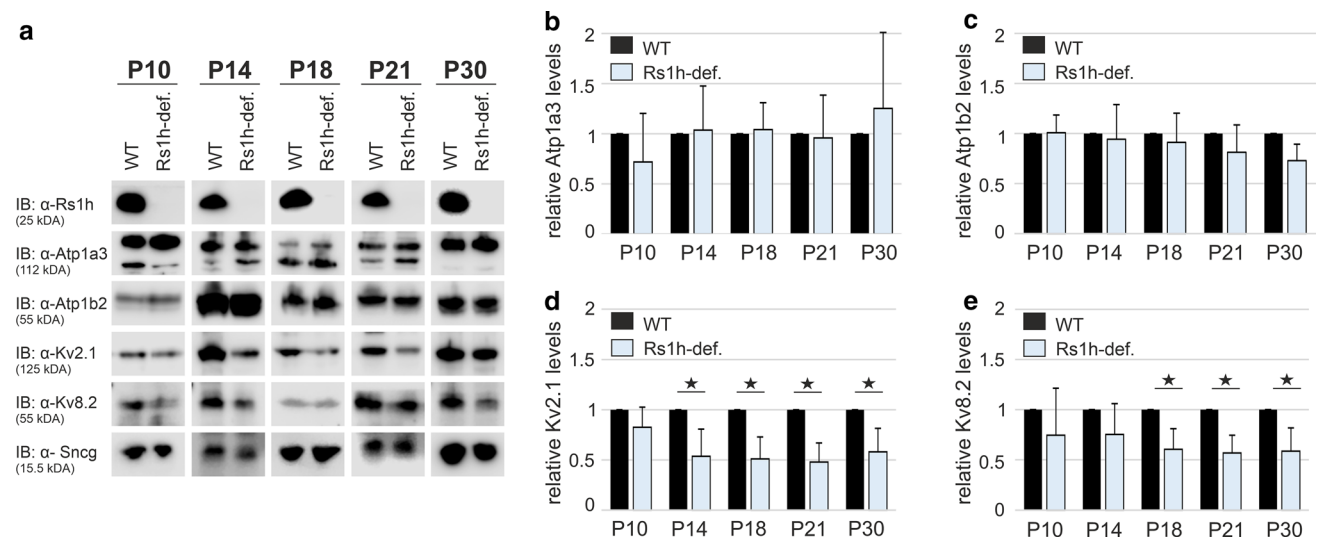 a
P10 P14 P18 P21 P30
WT Rs1h-def. WT Rs1h-def. WT Rs1h-def. WT Rs1h-def. WT Rs1h-def.
IB: α-Rs1h
(25 kDA)
IB: α-Atp1a3
(112 kDA)
IB: α-Atp1b2
(55 kDA)
IB: α-Kv2.1
(125 kDA)
IB: α-Kv8.2
(55 kDA)
IB: α- Sncg
(15.5 kDA)
b
relative Atp1a3 levels
2
1.5
1
0.5
0
WT
Rs1h-def.
P10 P14 P18 P21 P30
c
relative Atp1b2 levels
2
1.5
1
0.5
0
WT
Rs1h-def.
P10 P14 P18 P21 P30
d
relative Kv2.1 levels
2
1.5
1
0.5
0
WT
Rs1h-def.
★ ★ ★ ★
P10 P14 P18 P21 P30
e
relative Kv8.2 levels
2
1.5
1
0.5
0
WT
Rs1h-def.
★ ★ ★
P10 P14 P18 P21 P30